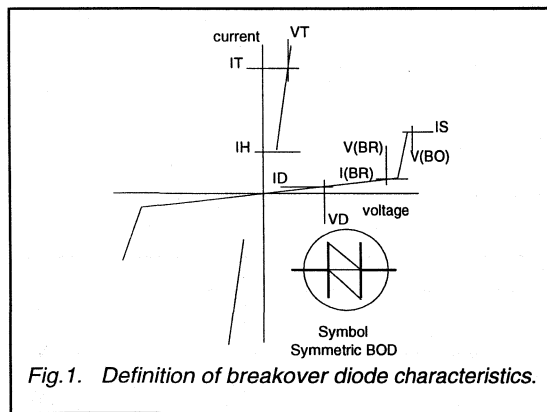 current
VT
IT
IS
V(BR)
V(BO)
IH
I(BR)
ID
voltage
VD
Symbol
Symmetric BOD
Fig.1. Definition of breakover diode characteristics.